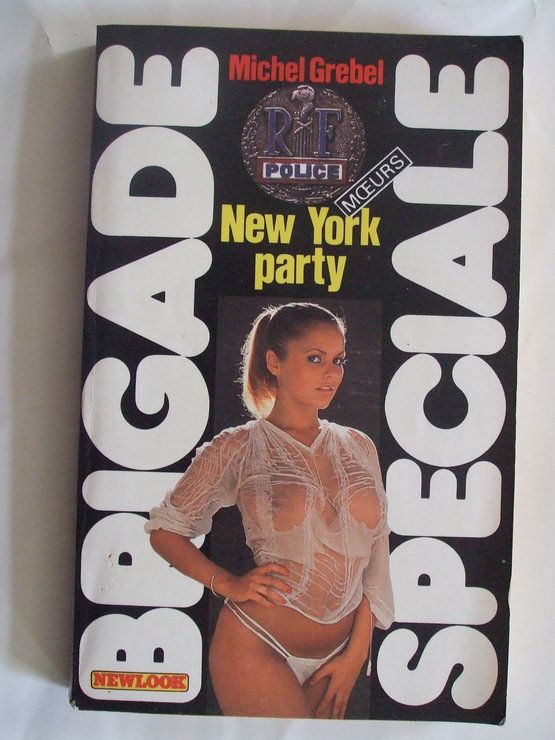 Michel Grebel
RF
POLICE
MŒURS
BRIGADE
SPECIALE
New York
party
NEWLOOK